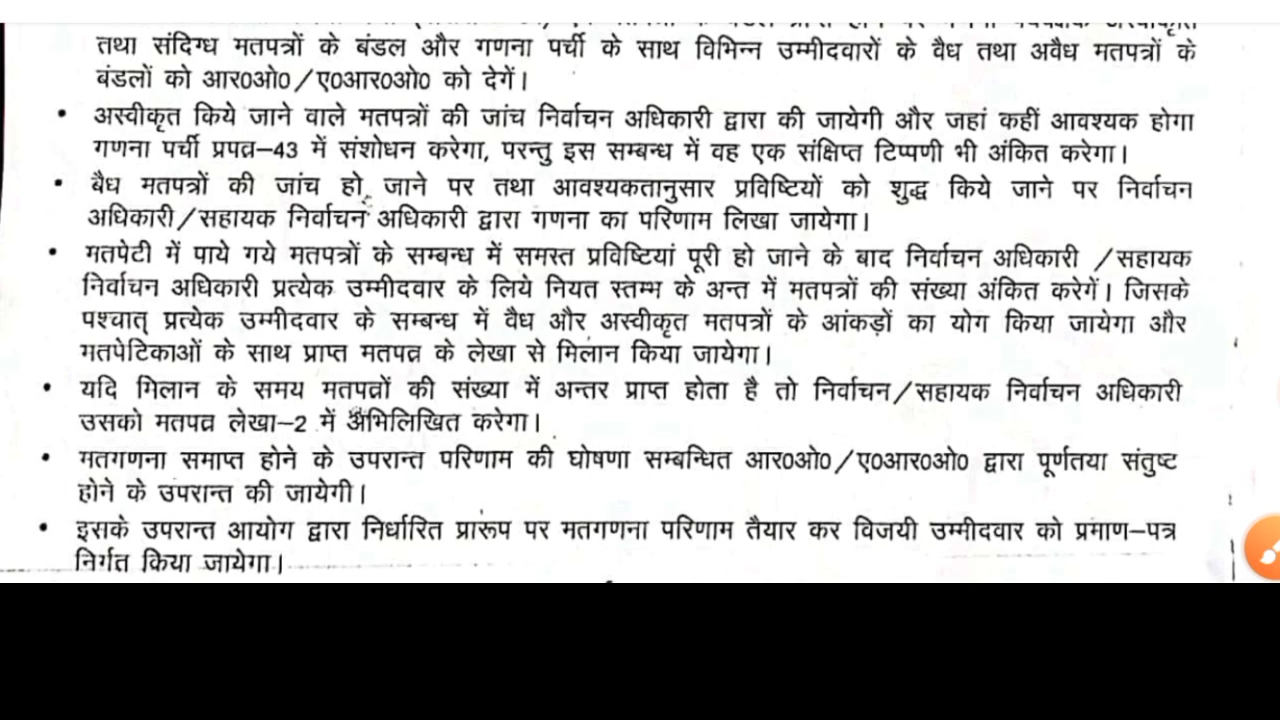 तथा संदिग्ध मतपत्रों के बंडल और गणना पर्ची के साथ विभिन्न उम्मीदवारों के वैध तथा अवैध मतपत्रों के
बंडलों को आर0ओ0/ए0आर0ओ0 को देगें।
• अस्वीकृत किये जाने वाले मतपत्रों की जांच निर्वाचन अधिकारी द्वारा की जायेगी और जहां कहीं आवश्यक होगा
गणना पर्ची प्रपत्र–43 में संशोधन करेगा, परन्तु इस सम्बन्ध में वह एक संक्षिप्त टिप्पणी भी अंकित करेगा।
• बैध मतपत्रों की जांच हो जाने पर तथा आवश्यकतानुसार प्रविष्टियों को शुद्ध किये जाने पर निर्वाचन
अधिकारी/सहायक निर्वाचन अधिकारी द्वारा गणना का परिणाम लिखा जायेगा।
• मतपेटी में पाये गये मतपत्रों के सम्बन्ध में समस्त प्रविष्टियां पूरी हो जाने के बाद निर्वाचन अधिकारी /सहायक
निर्वाचन अधिकारी प्रत्येक उम्मीदवार के लिये नियत स्तम्भ के अन्त में मतपत्रों की संख्या अंकित करेगें। जिसके
पश्चात् प्रत्येक उम्मीदवार के सम्बन्ध में वैध और अस्वीकृत मतपत्रों के आंकड़ों का योग किया जायेगा और
मतपेटिकाओं के साथ प्राप्त मतपत्र के लेखा से मिलान किया जायेगा।
• यदि मिलान के समय मतपत्रों की संख्या में अन्तर प्राप्त होता है तो निर्वाचन/सहायक निर्वाचन अधिकारी
उसको मतपत्र लेखा–2 में अभिलिखित करेगा।
• मतगणना समाप्त होने के उपरान्त परिणाम की घोषणा सम्बन्धित आर0ओ0/ए0आर0ओ0 द्वारा पूर्णतया संतुष्ट
होने के उपरान्त की जायेगी।
• इसके उपरान्त आयोग द्वारा निर्धारित प्रारूप पर मतगणना परिणाम तैयार कर विजयी उम्मीदवार को प्रमाण–पत्र
निर्गत किया जायेगा।